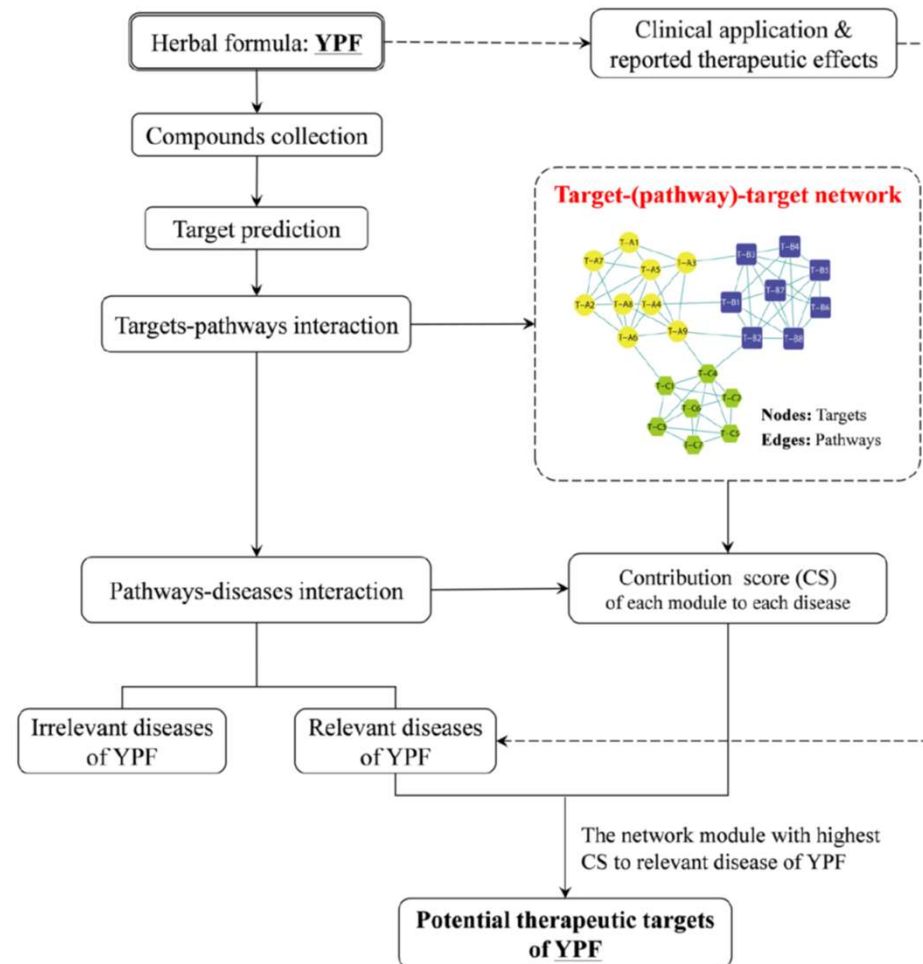 Herbal formula: YPF
Clinical application &
reported therapeutic effects
Compounds collection
Target prediction
Targets-pathways interaction
Target-(pathway)-target network
T-A1
T-A7
T-A5
T-A3
T-A2
T-A8
T-A4
T-A6
T-A9
T-B3
T-B4
T-B5
T-B7
T-B1
T-B6
T-B2
T-B8
T-C4
T-C1
T-C2
T-C6
T-C3
T-C5
T-C7
Nodes: Targets
Edges: Pathways
Pathways-diseases interaction
Contribution score (CS)
of each module to each disease
Irrelevant diseases
of YPF
Relevant diseases
of YPF
The network module with highest
CS to relevant disease of YPF
Potential therapeutic targets
of YPF